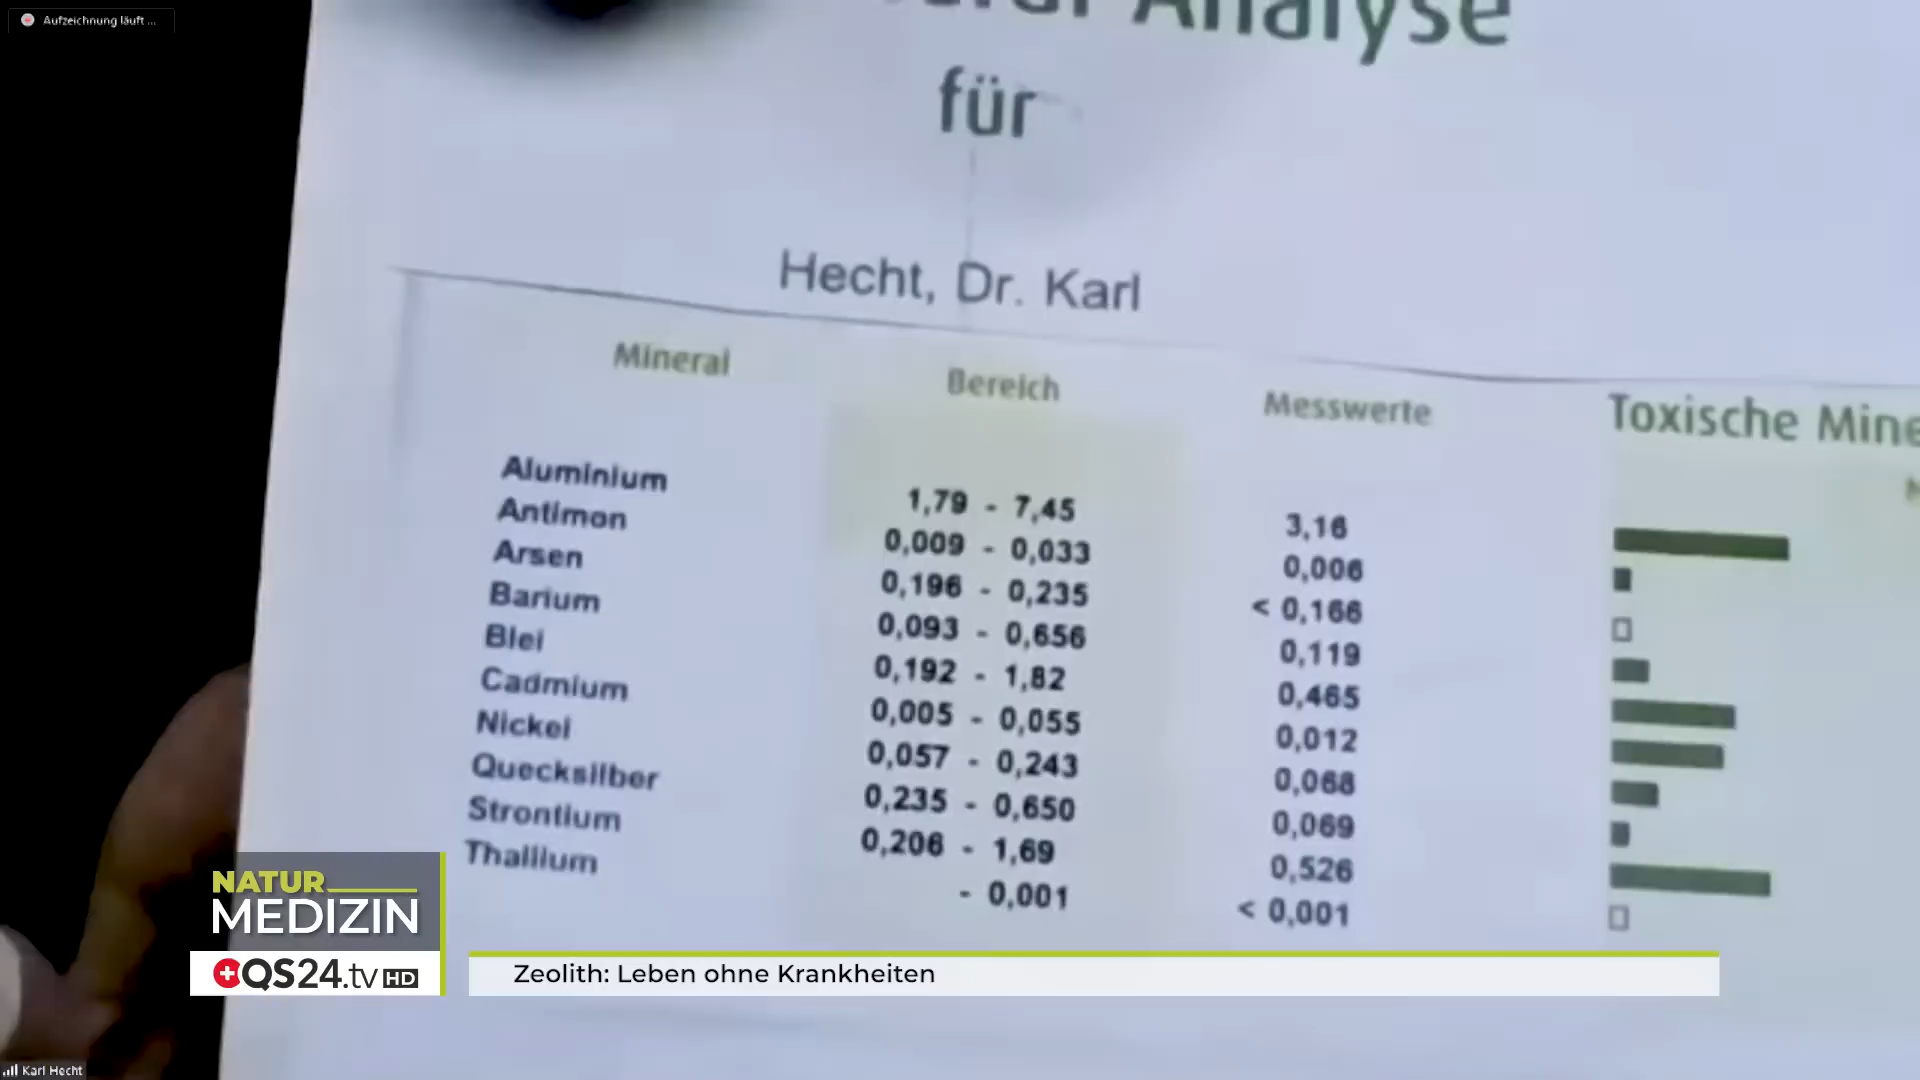 Aufzeichnung läuft ...
Analyse
für
Hecht, Dr. Karl
Mineral Bereich Messwerte Toxische Mine
Aluminium 1,79 - 7,45 3,16
Antimon 0,009 - 0,033 0,006
Arsen 0,196 - 0,235 < 0,166
Barium 0,093 - 0,656 0,119
Blei 0,192 - 1,82 0,465
Cadmium 0,005 - 0,055 0,012
Nickel 0,057 - 0,243 0,068
Quecksilber 0,235 - 0,650 0,069
Strontium 0,206 - 1,69 0,526
Thallium - 0,001 < 0,001
NATUR
MEDIZIN
QS24.tv HD
Zeolith: Leben ohne Krankheiten
Karl Hecht